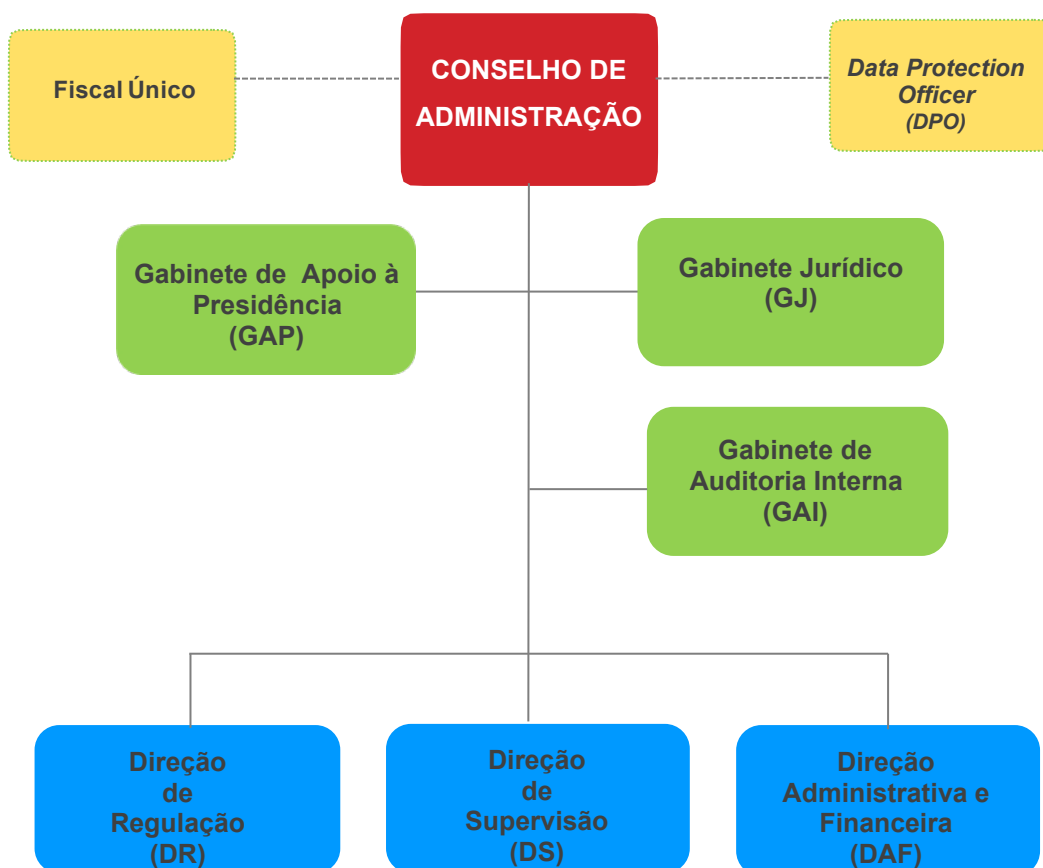 Fiscal Único
CONSELHO DE
ADMINISTRAÇÃO
Data Protection
Officer
(DPO)
Gabinete de Apoio à
Presidência
(GAP)
Gabinete Jurídico
(GJ)
Gabinete de
Auditoria Interna
(GAI)
Direção
de
Regulação
(DR)
Direção
de
Supervisão
(DS)
Direção
Administrativa e
Financeira
(DAF)